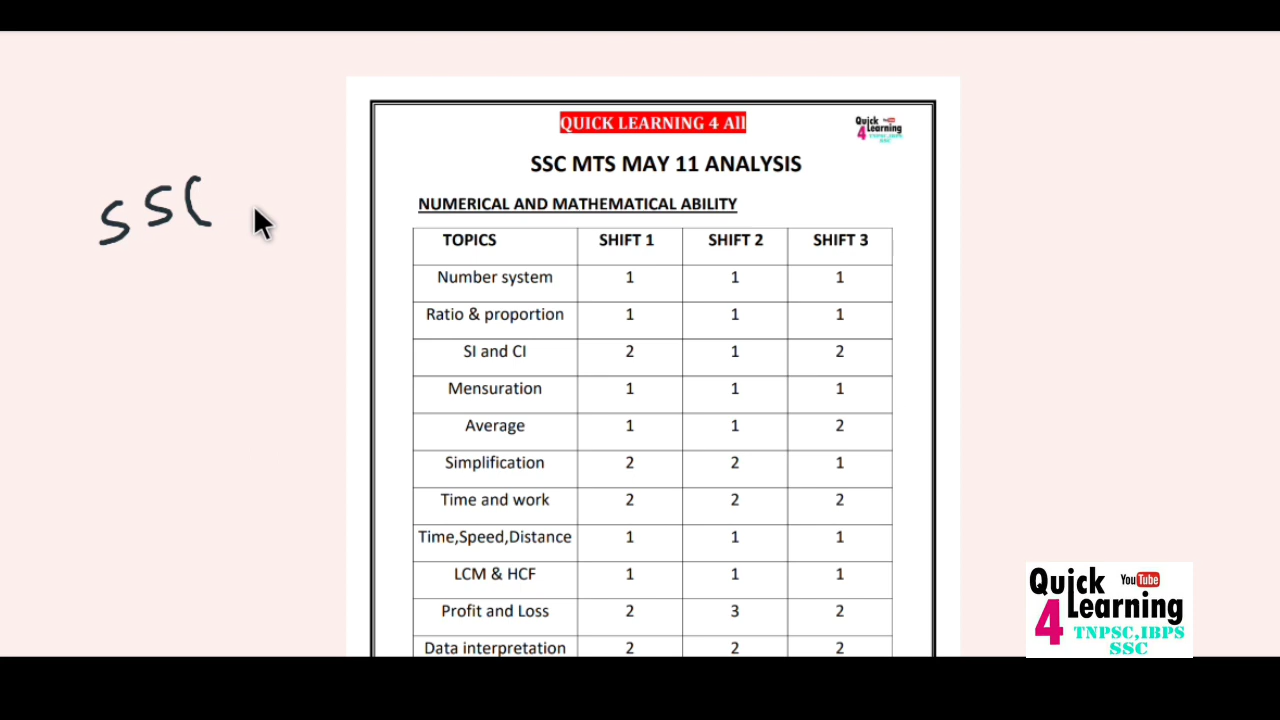 QUICK LEARNING 4 All
Quick
4 Learning
TNPSC,IBPS
SSC
SSC MTS MAY 11 ANALYSIS
SSC
NUMERICAL AND MATHEMATICAL ABILITY
TOPICS SHIFT 1 SHIFT 2 SHIFT 3
Number system 1 1 1
Ratio & proportion 1 1 1
SI and CI 2 1 2
Mensuration 1 1 1
Average 1 1 2
Simplification 2 2 1
Time and work 2 2 2
Time,Speed,Distance 1 1 1
LCM & HCF 1 1 1
Profit and Loss 2 3 2
Data interpretation 2 2 2
Quick YouTube
4 Learning
TNPSC,IBPS
SSC